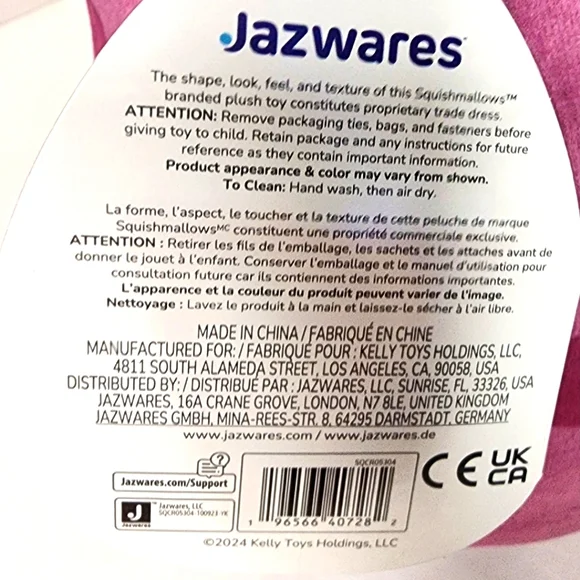 Jazwares
The shape, look, feel, and texture of this Squishmallows™
branded plush toy constitutes proprietary trade dress.
ATTENTION: Remove packaging ties, bags, and fasteners before
giving toy to child. Retain package and any instructions for future
reference as they contain important information.
Product appearance & color may vary from shown.
To Clean: Hand wash, then air dry.
La forme, l'aspect, le toucher et la texture de cette peluche de marque
Squishmallowsᴹᶜ constituent une propriété commerciale exclusive.
ATTENTION : Retirer les fils de l'emballage, les sachets et les attaches avant de
donner le jouet à l'enfant. Conserver l'emballage et le manuel d'utilisation pour
consultation future car ils contiennent des informations importantes.
L'apparence et la couleur du produit peuvent varier de l'image.
Nettoyage : Lavez le produit à la main et laissez-le sécher à l'air libre.
MADE IN CHINA / FABRIQUÉ EN CHINE
MANUFACTURED FOR: / FABRIQUÉ POUR : KELLY TOYS HOLDINGS, LLC,
4811 SOUTH ALAMEDA STREET, LOS ANGELES, CA, 90058, USA
DISTRIBUTED BY: / DISTRIBUÉ PAR : JAZWARES, LLC, SUNRISE, FL, 33326, USA
JAZWARES, 16A CRANE GROVE, LONDON, N7 8LE, UNITED KINGDOM
JAZWARES GMBH, MINA-REES-STR. 8, 64295 DARMSTADT, GERMANY
www.jazwares.com / www.jazwares.de
?
Jazwares.com/Support
SQCR05304
CE UK
CA
J
Jazwares
Jazwares, LLC
SQCR05304 100923-YK
1 96566 40728 2
©2024 Kelly Toys Holdings, LLC